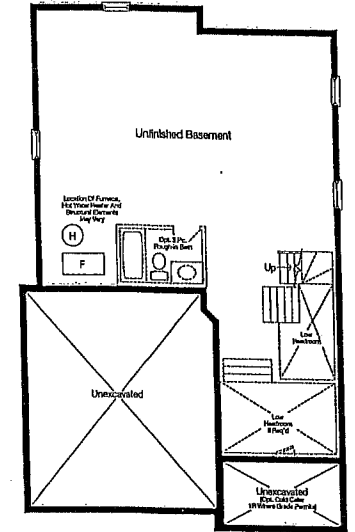 Unfinished Basement
Location Of Furnace,
Hot Water Heater And
Structural Elements
May Vary
H
F
Opt. 3 Pc.
Rough-in Bath
Up
Low
Headroom
Unexcavated
Low
Headroom
If Req'd
Unexcavated
(Opt. Cold Cellar
Where Grade Permits)